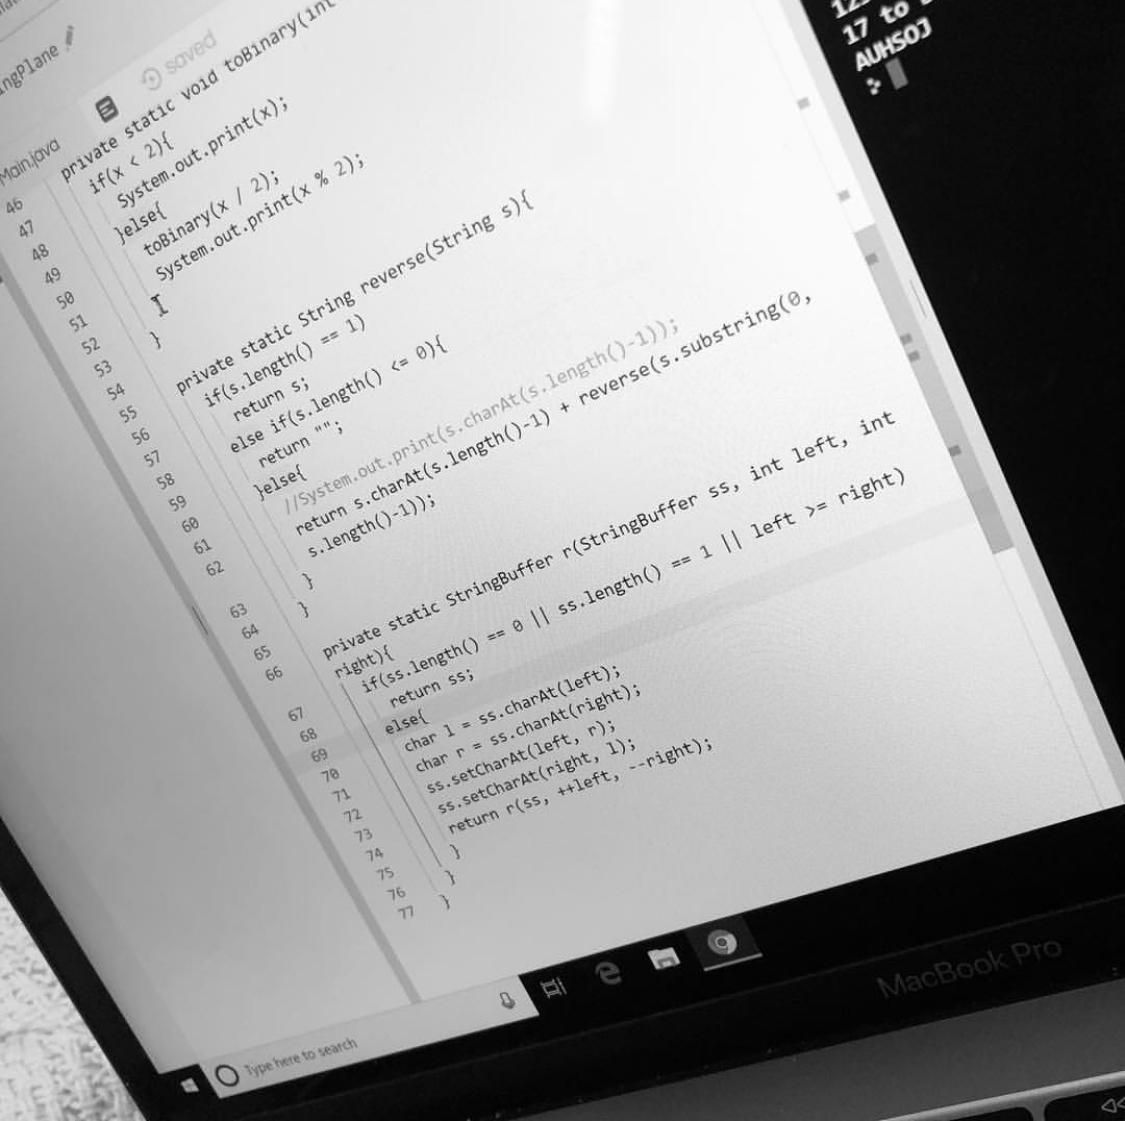 ngPlane
saved
Main.java
46 private static void toBinary(int
47 if(x < 2){
48 System.out.print(x);
49 }else{
50 toBinary(x / 2);
51 System.out.print(x % 2);
52
53 }
54
55 private static String reverse(String s){
56 if(s.length() == 1)
57 return s;
58 else if(s.length() <= 0){
59 return "";
60 }else{
61 //System.out.print(s.charAt(s.length()-1));
62 return s.charAt(s.length()-1) + reverse(s.substring(0,
s.length()-1));
63 }
64 }
65
66 private static StringBuffer r(StringBuffer ss, int left, int
right){
67 if(ss.length() == 0 || ss.length() == 1 || left >= right)
68 return ss;
69 else{
70 char l = ss.charAt(left);
71 char r = ss.charAt(right);
72 ss.setCharAt(left, r);
73 ss.setCharAt(right, l);
74 return r(ss, ++left, --right);
75 }
76 }
77 }
17 to
AUHSOJ
Type here to search
MacBook Pro